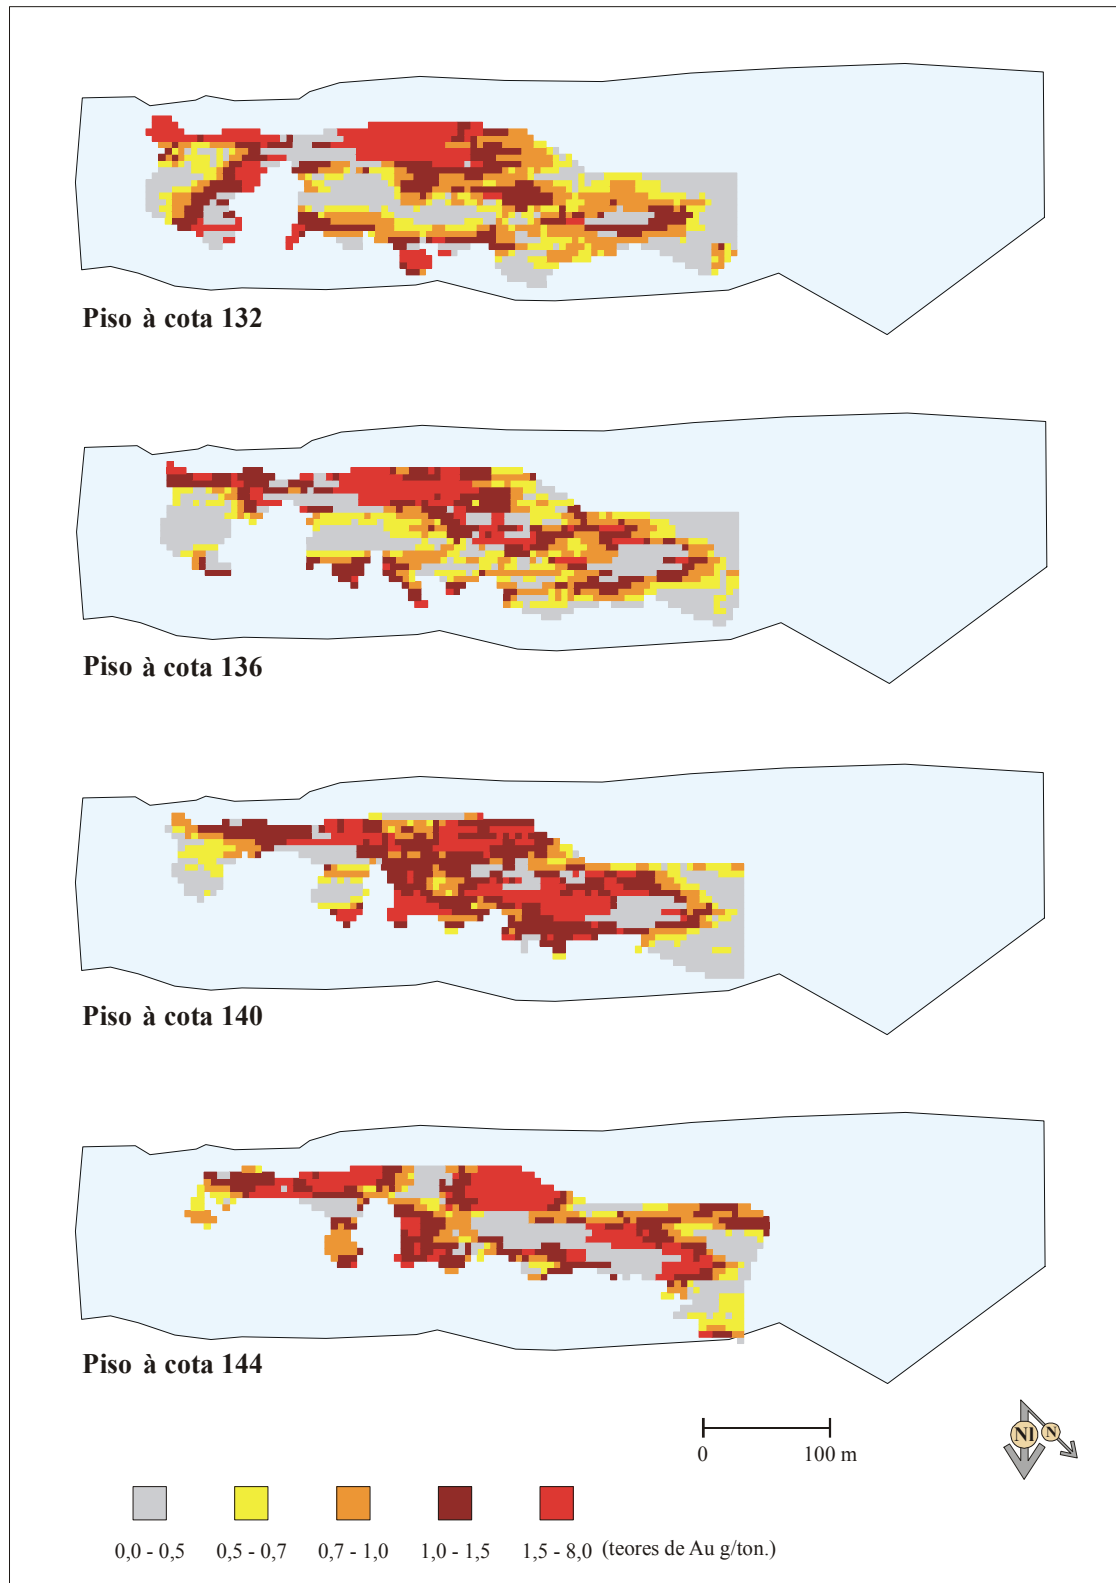 Piso à cota 132
Piso à cota 136
Piso à cota 140
Piso à cota 144
NI N
0 100 m
0,0 - 0,5 0,5 - 0,7 0,7 - 1,0 1,0 - 1,5 1,5 - 8,0 (teores de Au g/ton.)